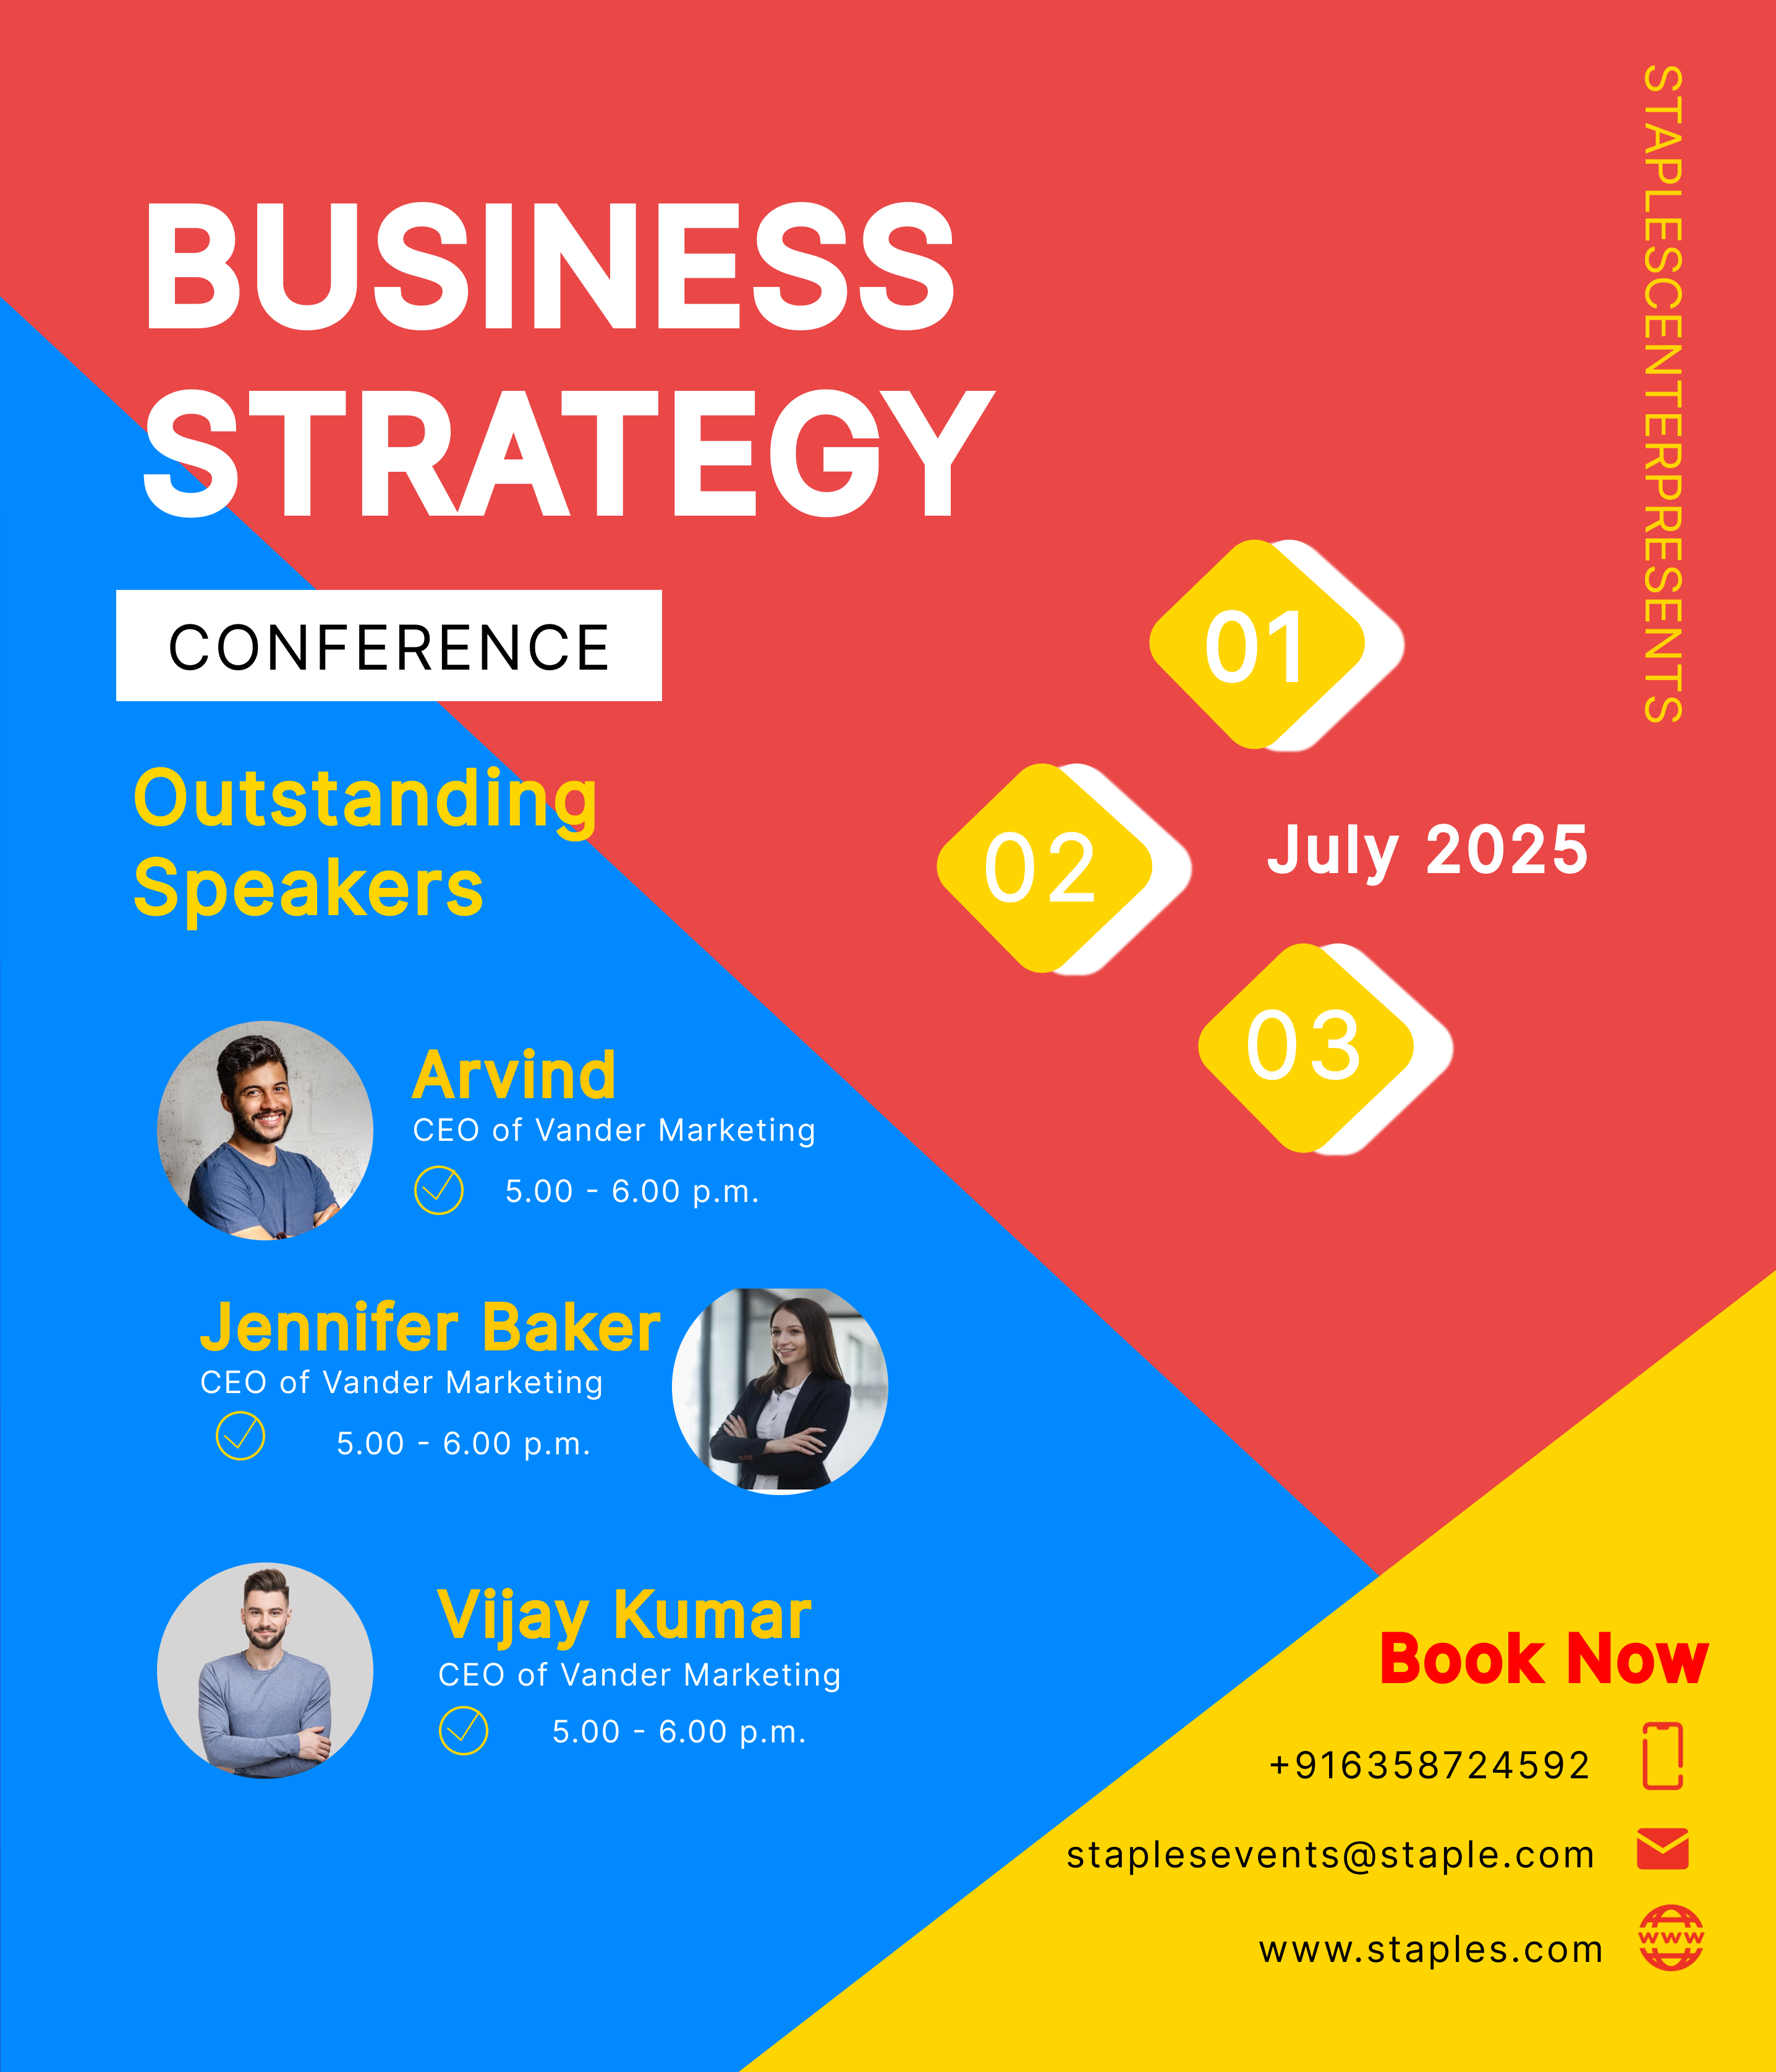 STAPLESCENTERPRESENTS
BUSINESS
STRATEGY
CONFERENCE
01
02
July 2025
03
Outstanding
Speakers
Arvind
CEO of Vander Marketing
5.00 - 6.00 p.m.
Jennifer Baker
CEO of Vander Marketing
5.00 - 6.00 p.m.
Vijay Kumar
CEO of Vander Marketing
5.00 - 6.00 p.m.
Book Now
+916358724592
staplesevents@staple.com
www.staples.com
www